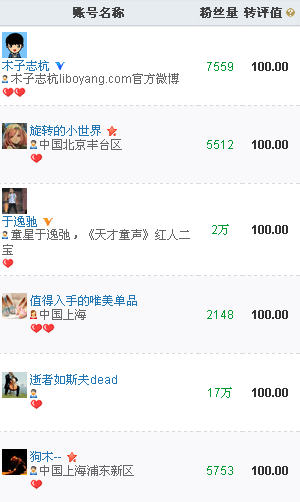 账号名称 粉丝量 转评值
木子志杭 7559 100.00
木子志杭liboyang.com官方微博
旋转的小世界 5512 100.00
中国北京丰台区
于逸驰 2万 100.00
童星于逸驰，《天才童声》红人二
宝
值得入手的唯美单品 2148 100.00
中国上海
逝者如斯夫dead 17万 100.00
狗木-- 5753 100.00
中国上海浦东新区